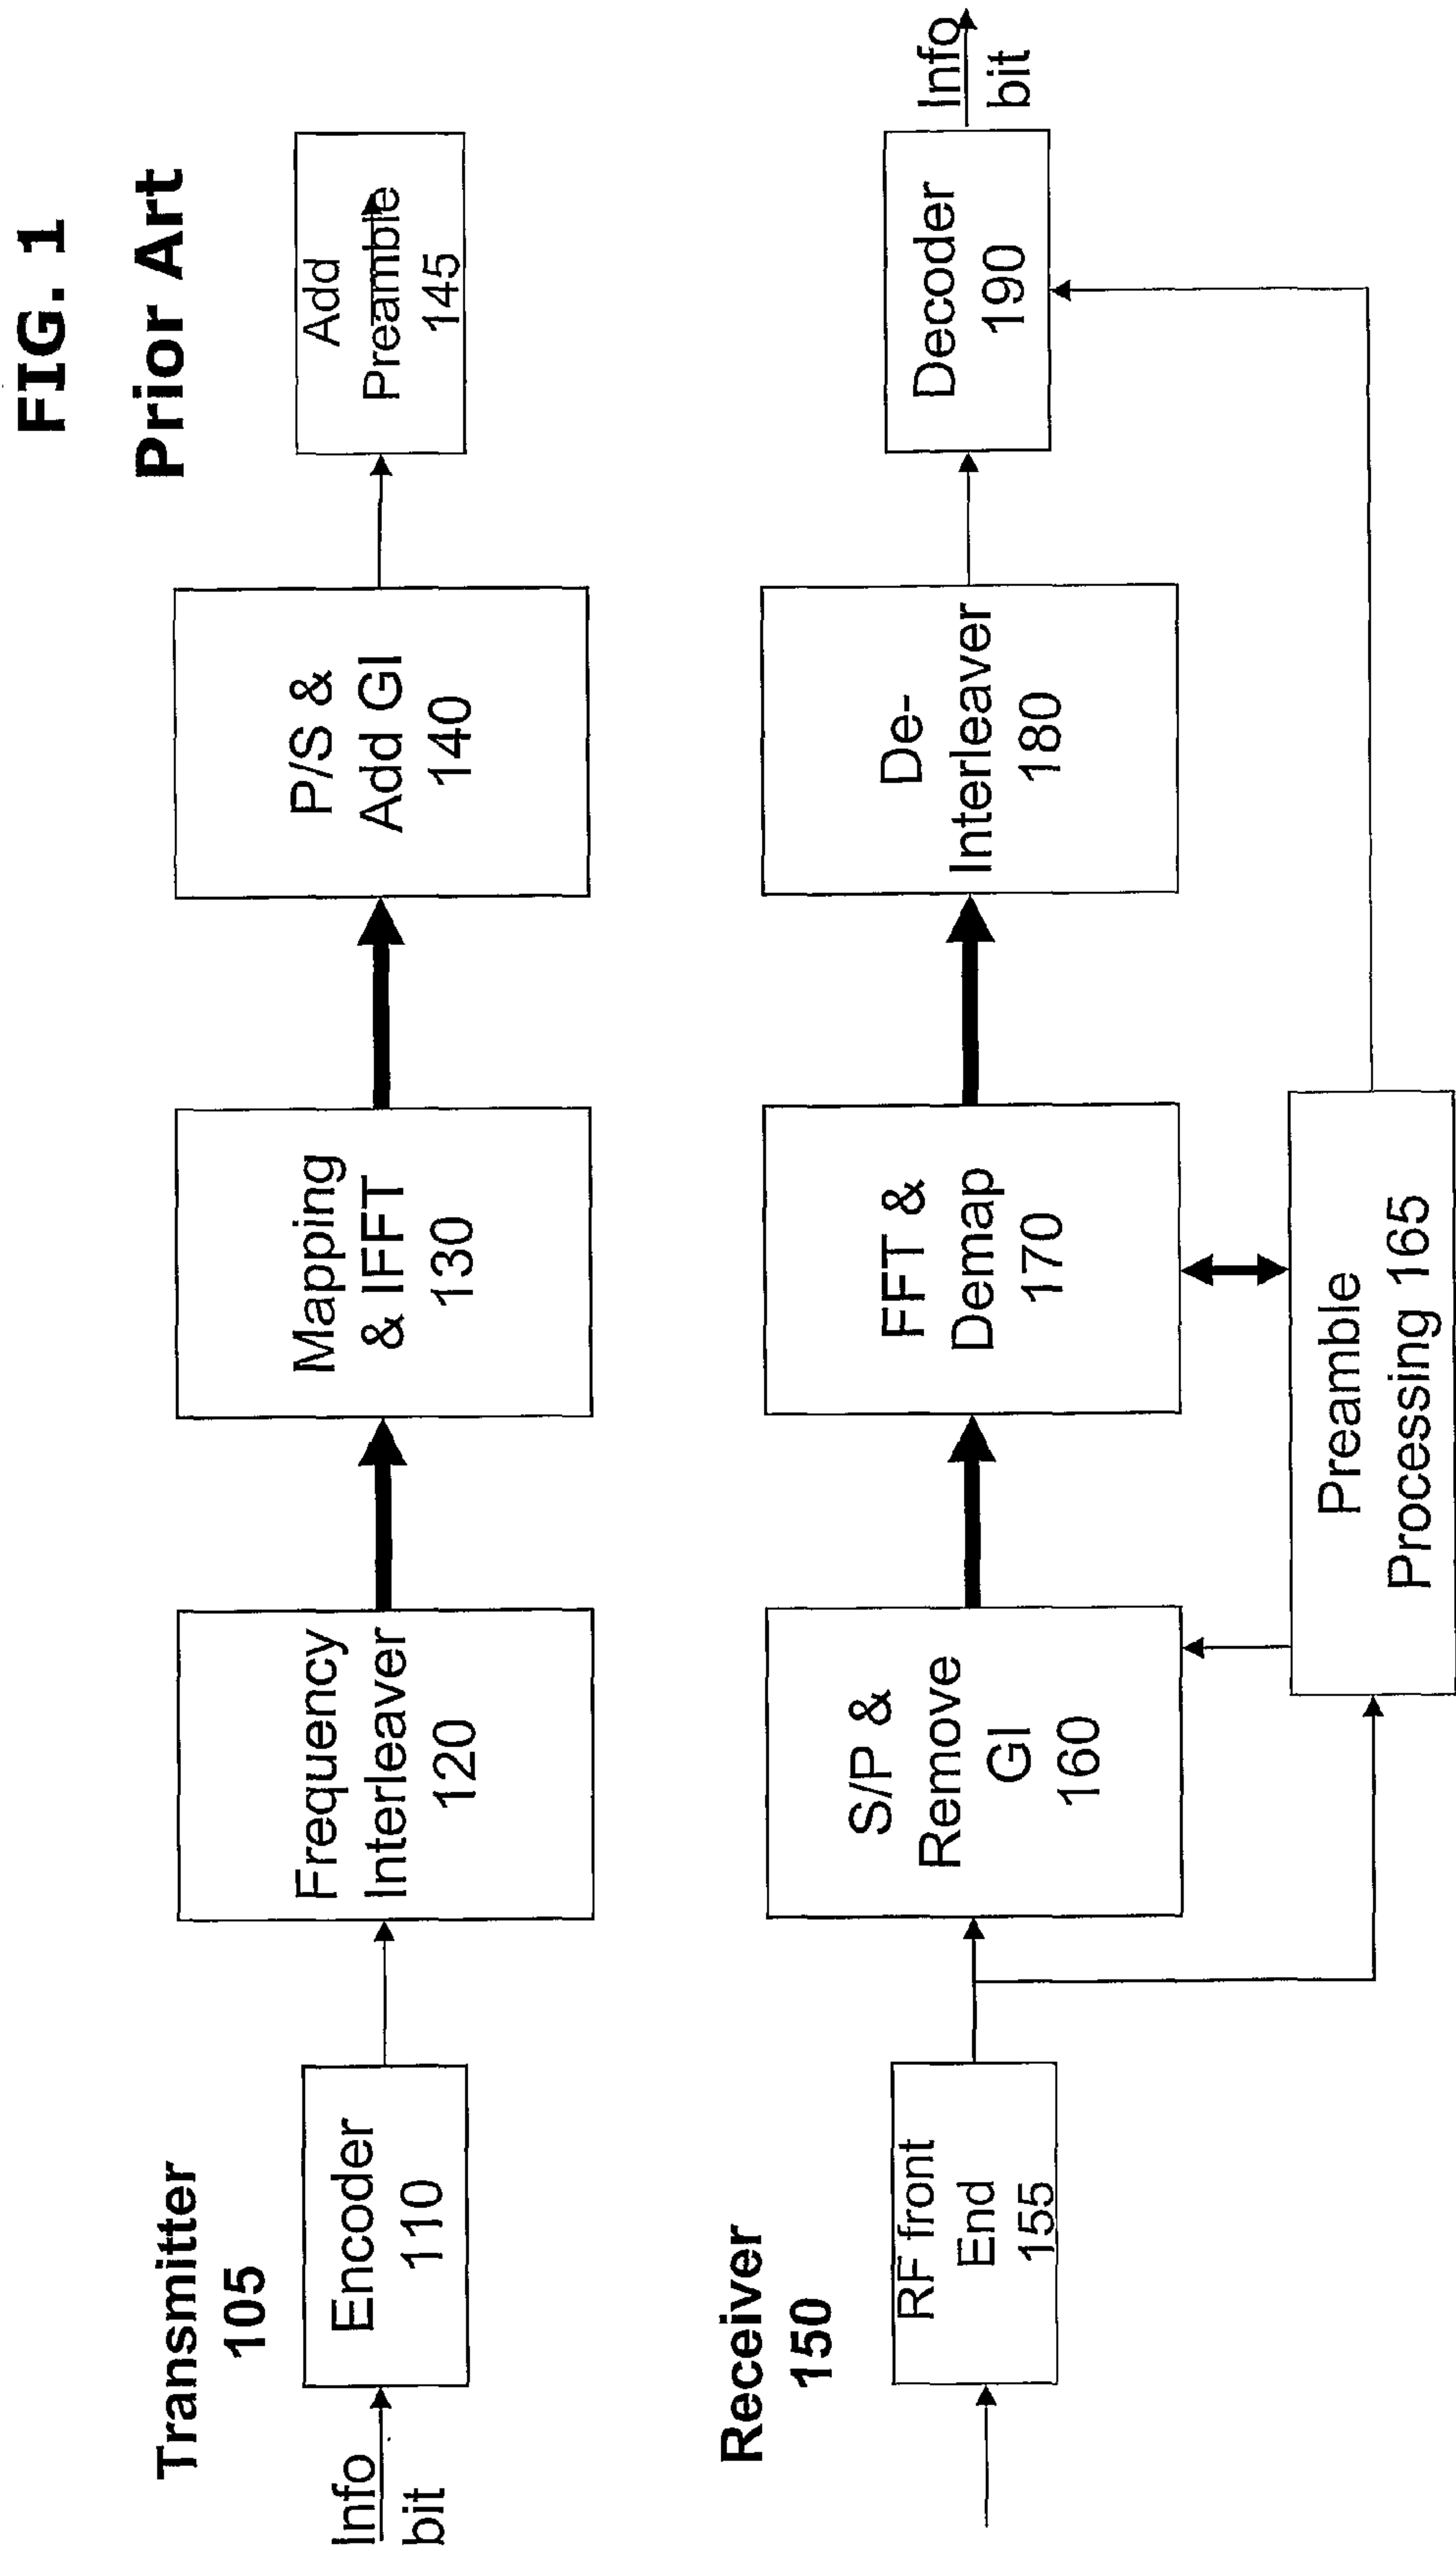 FIG. 1
Prior Art
Transmitter
105
Info
bit
Encoder
110
Frequency
Interleaver
120
Mapping
& IFFT
130
P/S &
Add GI
140
Add
Preamble
145
Receiver
150
RF front
End
155
S/P &
Remove
GI
160
FFT &
Demap
170
De-
Interleaver
180
Decoder
190
Info
bit
Preamble
Processing 165